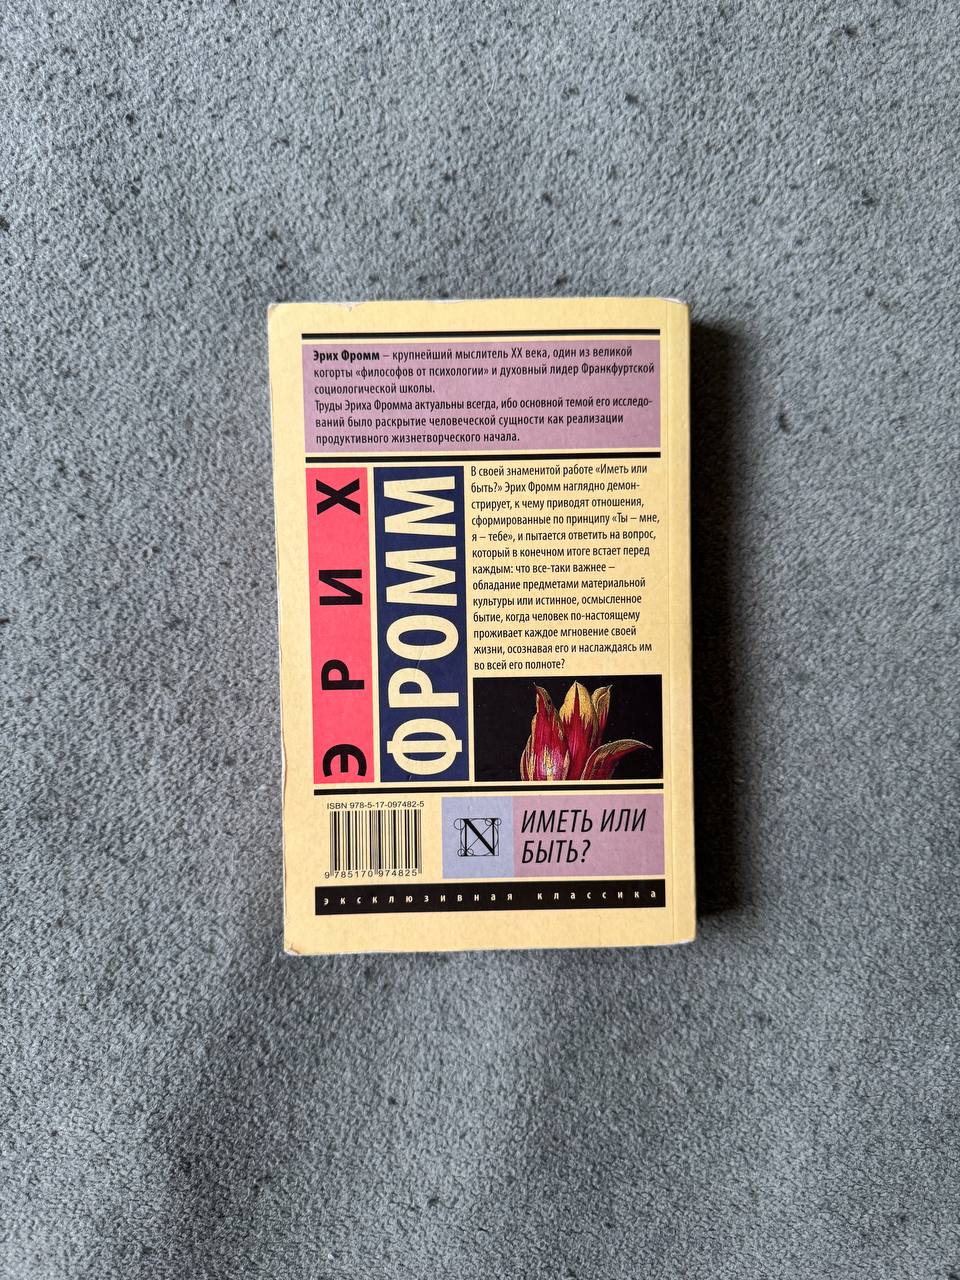 Эрих Фромм – крупнейший мыслитель XX века, один из великой
когорты «философов от психологии» и духовный лидер Франкфуртской
социологической школы.
Труды Эриха Фромма актуальны всегда, ибо основной темой его исследо-
ваний было раскрытие человеческой сущности как реализации
продуктивного жизнетворческого начала.
ЭРИХ
ФРОММ
В своей знаменитой работе «Иметь или
быть?» Эрих Фромм наглядно демон-
стрирует, к чему приводят отношения,
сформированные по принципу «Ты – мне,
я – тебе», и пытается ответить на вопрос,
который в конечном итоге встает перед
каждым: что все-таки важнее –
обладание предметами материальной
культуры или истинное, осмысленное
бытие, когда человек по-настоящему
проживает каждое мгновение своей
жизни, осознавая его и наслаждаясь им
во всей его полноте?
ISBN 978-5-17-097482-5
9 785170 974825
N
ИМЕТЬ ИЛИ
БЫТЬ?
эксклюзивная классика